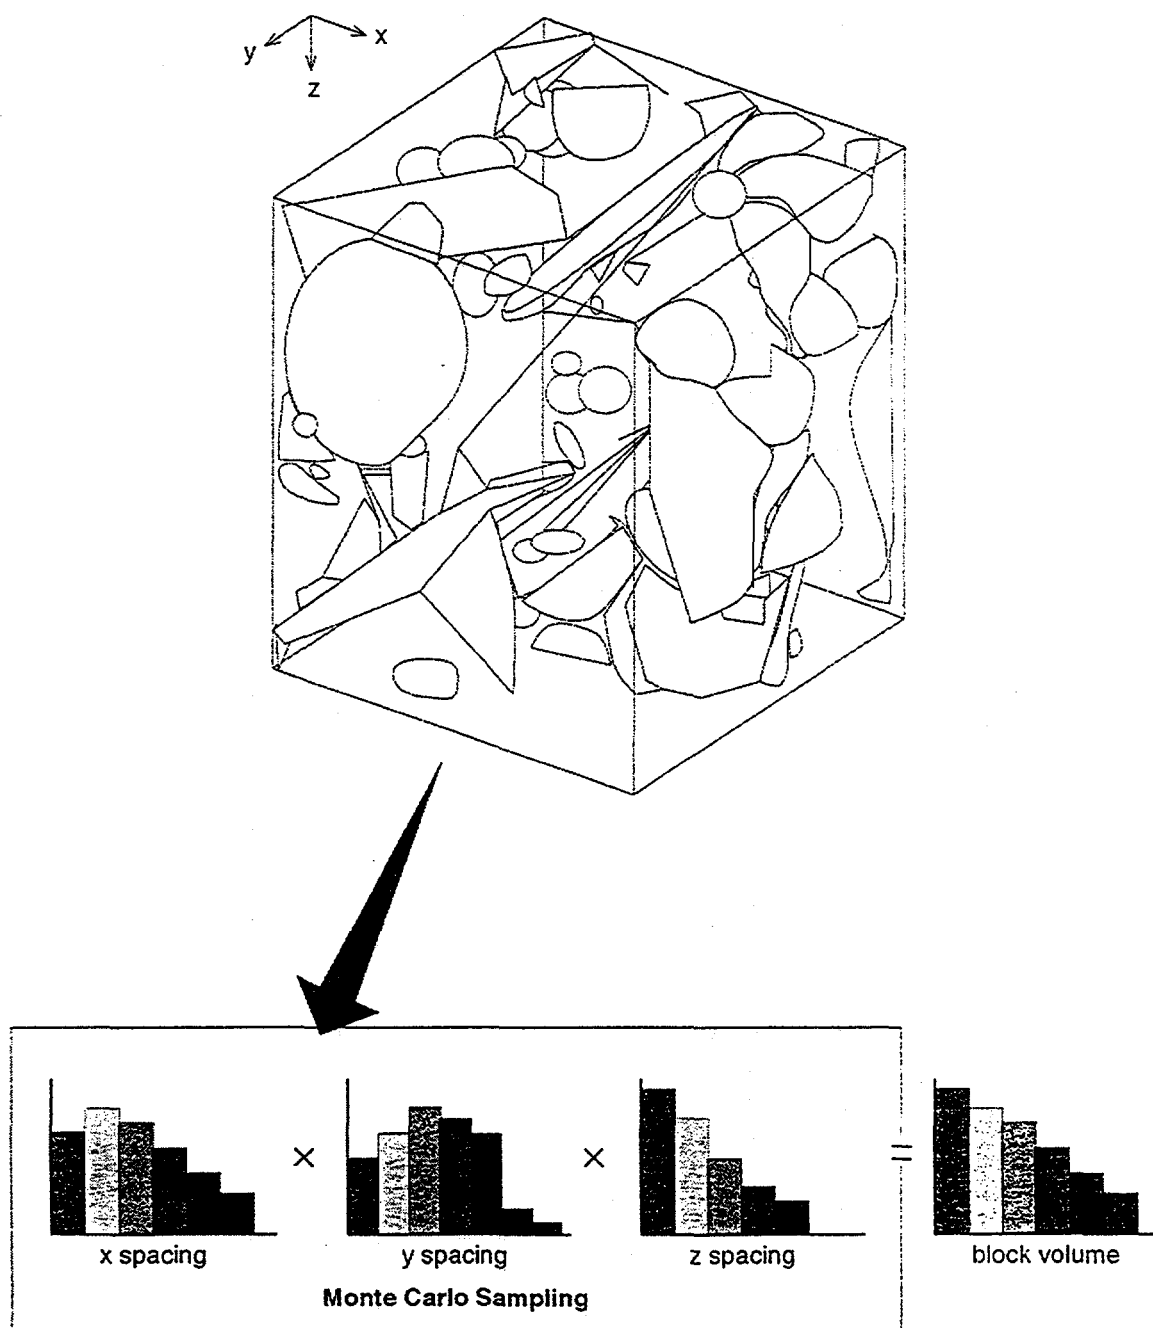 y
x
z
×
×
=
x spacing
y spacing
z spacing
block volume
Monte Carlo Sampling